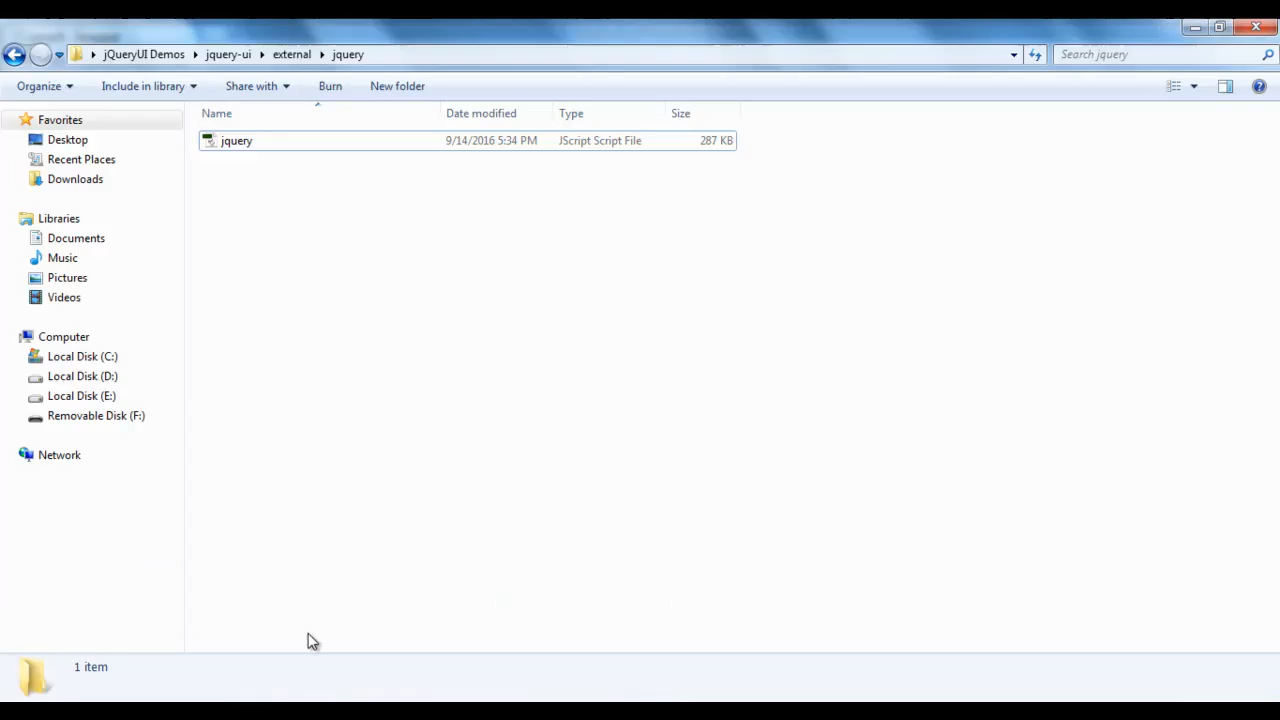 jQueryUI Demos jquery-ui external jquery
Search jquery
Organize Include in library Share with Burn New folder
Name Date modified Type Size
jquery 9/14/2016 5:34 PM JScript Script File 287 KB
Favorites
Desktop
Recent Places
Downloads
Libraries
Documents
Music
Pictures
Videos
Computer
Local Disk (C:)
Local Disk (D:)
Local Disk (E:)
Removable Disk (F:)
Network
1 item